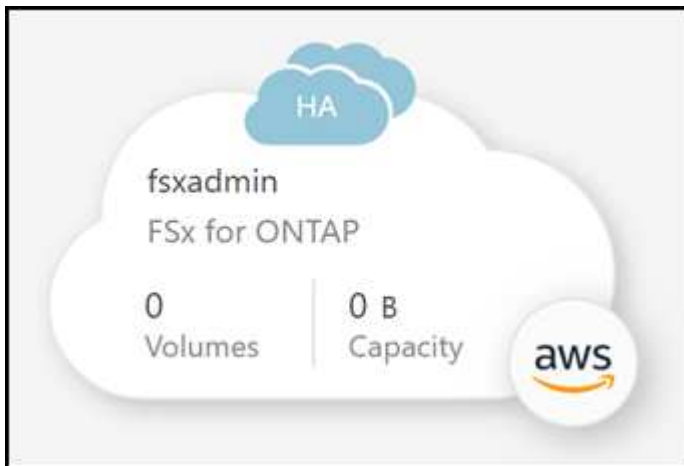 HA
fsxadmin
FSx for ONTAP
0
Volumes
0 B
Capacity
aws